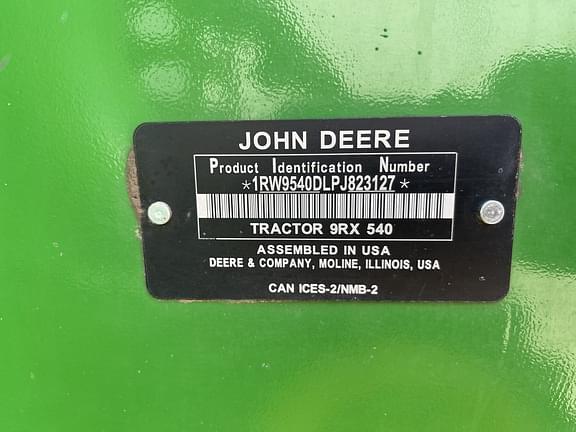 JOHN DEERE
Product Identification Number
*1RW9540DLPJ823127*
TRACTOR 9RX 540
ASSEMBLED IN USA
DEERE & COMPANY, MOLINE, ILLINOIS, USA
CAN ICES-2/NMB-2